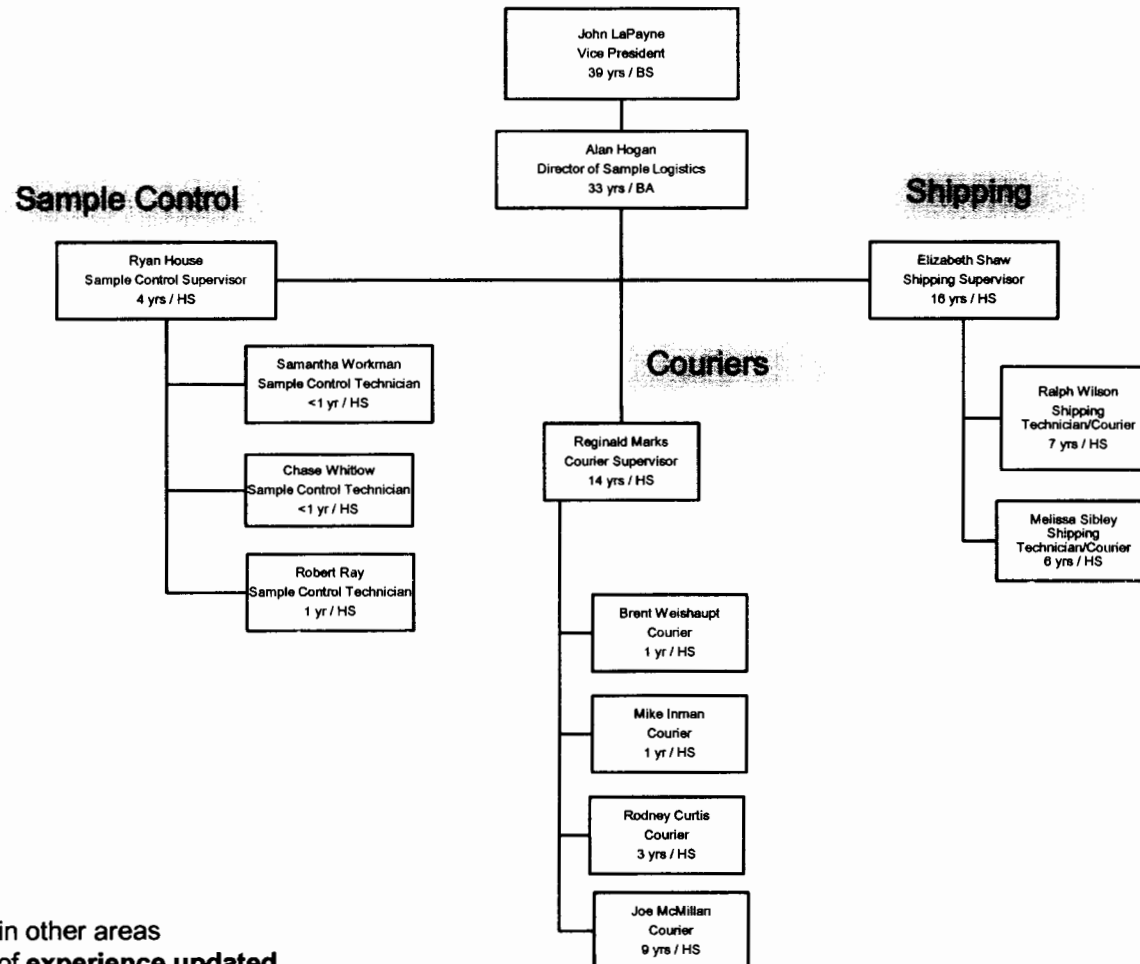 John LaPayne
Vice President
39 yrs / BS
Alan Hogan
Director of Sample Logistics
33 yrs / BA
Sample Control
Shipping
Ryan House
Sample Control Supervisor
4 yrs / HS
Elizabeth Shaw
Shipping Supervisor
16 yrs / HS
Samantha Workman
Sample Control Technician
<1 yr / HS
Chase Whitlow
Sample Control Technician
<1 yr / HS
Robert Ray
Sample Control Technician
1 yr / HS
Couriers
Reginald Marks
Courier Supervisor
14 yrs / HS
Brent Weishaupt
Courier
1 yr / HS
Mike Inman
Courier
1 yr / HS
Rodney Curtis
Courier
3 yrs / HS
Joe McMillan
Courier
9 yrs / HS
Ralph Wilson
Shipping
Technician/Courier
7 yrs / HS
Melissa Sibley
Shipping
Technician/Courier
6 yrs / HS
in other areas
of experience updated